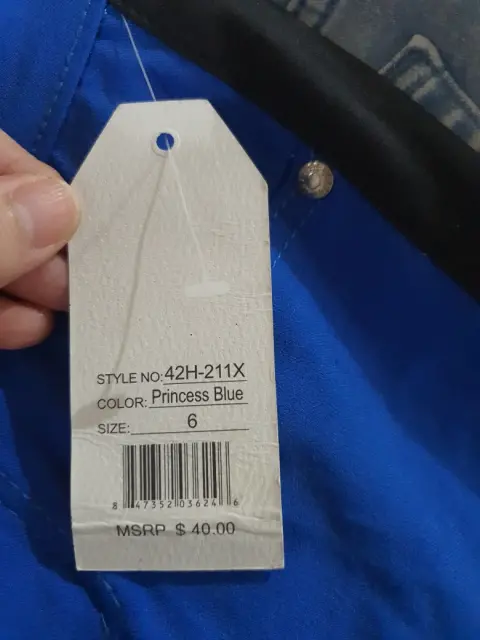 STYLE NO: 42H-211X
COLOR: Princess Blue
SIZE: 6
8 47352 03624 6
MSRP $ 40.00